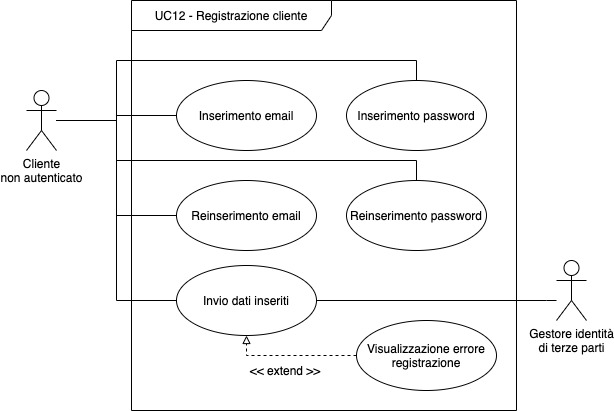 UC12 - Registrazione cliente
Inserimento email
Inserimento password
Cliente
non autenticato
Reinserimento email
Reinserimento password
Invio dati inseriti
Gestore identità
di terze parti
Visualizzazione errore
registrazione
<< extend >>